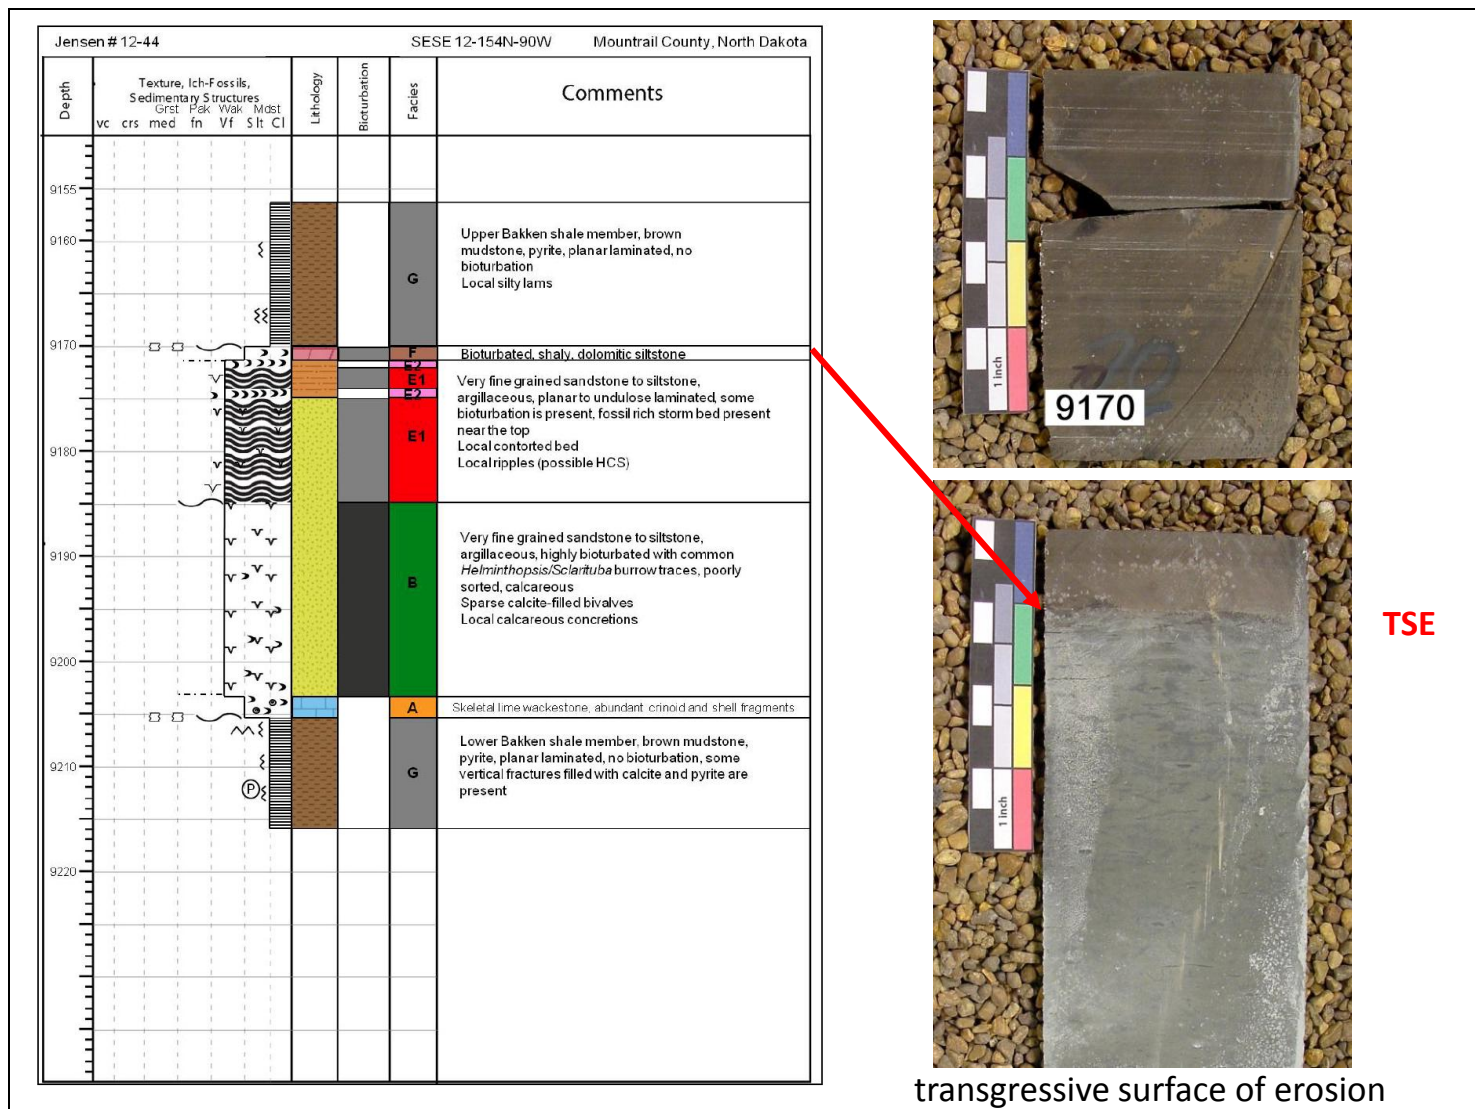 Jensen # 12-44 SESE 12-154N-90W Mountrail County, North Dakota
Depth
Texture, Ich-Fossils,
Sedimentary Structures
Grst Pak Wak Mdst
vc crs med fn Vf Slt Cl
Lithology
Bioturbation
Facies
Comments
9155
9160
G
Upper Bakken shale member, brown
mudstone, pyrite, planar laminated, no
bioturbation
Local silty lams
9170
F
Bioturbated, shaly, dolomitic siltstone
E2
E1
E2
E1
Very fine grained sandstone to siltstone,
argillaceous, planar to undulose laminated, some
bioturbation is present, fossil rich storm bed present
near the top
Local contorted bed
Local ripples (possible HCS)
9180
9190
B
Very fine grained sandstone to siltstone,
argillaceous, highly bioturbated with common
Helminthopsis/Sclarituba burrow traces, poorly
sorted, calcareous
Sparse calcite-filled bivalves
Local calcareous concretions
9200
A
Skeletal lime wackestone, abundant crinoid and shell fragments
9210
G
P
Lower Bakken shale member, brown mudstone,
pyrite, planar laminated, no bioturbation, some
vertical fractures filled with calcite and pyrite are
present
9220
1 inch
9170
1 inch
TSE
transgressive surface of erosion